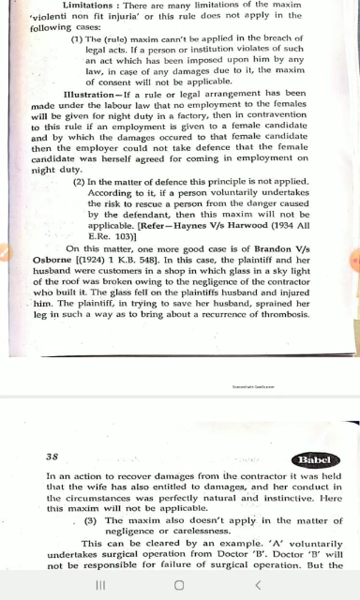 Limitations : There are many limitations of the maxim
'violenti non fit injuria' or this rule does not apply in the
following cases:
(1) The (rule) maxim cann't be applied in the breach of
legal acts. If a person or institution violates of such
an act which has been imposed upon him by any
law, in case of any damages due to it, the maxim
of consent will not be applicable.
Illustration—If a rule or legal arrangement has been
made under the labour law that no employment to the females
will be given for night duty in a factory, then in contravention
to this rule if an employment is given to a female candidate
and by which the damages occured to that female candidate
then the employer could not take defence that the female
candidate was herself agreed for coming in employment on
night duty.
(2) In the matter of defence this principle is not applied.
According to it, if a person voluntarily undertakes
the risk to rescue a person from the danger caused
by the defendant, then this maxim will not be
applicable. [Refer—Haynes V/s Harwood (1934 All
E.Re. 103)]
On this matter, one more good case is of Brandon V/s
Osborne [(1924) 1 K.B. 548]. In this case, the plaintiff and her
husband were customers in a shop in which glass in a sky light
of the roof was broken owing to the negligence of the contractor
who built it. The glass fell on the plaintiffs husband and injured
him. The plaintiff, in trying to save her husband, sprained her
leg in such a way as to bring about a recurrence of thrombosis.
38
Babel
In an action to recover damages from the contractor it was held
that the wife has also entitled to damages, and her conduct in
the circumstances was perfectly natural and instinctive. Here
this maxim will not be applicable.
(3) The maxim also doesn't apply in the matter of
negligence or carelessness.
This can be cleared by an example. 'A' voluntarily
undertakes surgical operation from Doctor 'B'. Doctor 'B' will
not be responsible for failure of surgical operation. But the